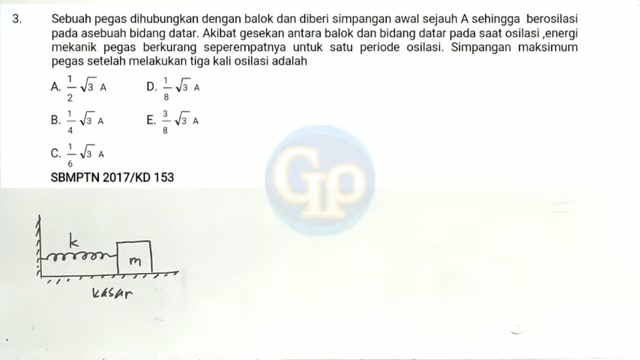 3. Sebuah pegas dihubungkan dengan balok dan diberi simpangan awal sejauh A sehingga berosilasi
pada asebuah bidang datar. Akibat gesekan antara balok dan bidang datar pada saat osilasi ,energi
mekanik pegas berkurang seperempatnya untuk satu periode osilasi. Simpangan maksimum
pegas setelah melakukan tiga kali osilasi adalah
A. 1/2 √3 A D. 1/8 √3 A
B. 1/4 √3 A E. 3/8 √3 A
C. 1/6 √3 A
SBMPTN 2017/KD 153
GIP
k
m
kasar